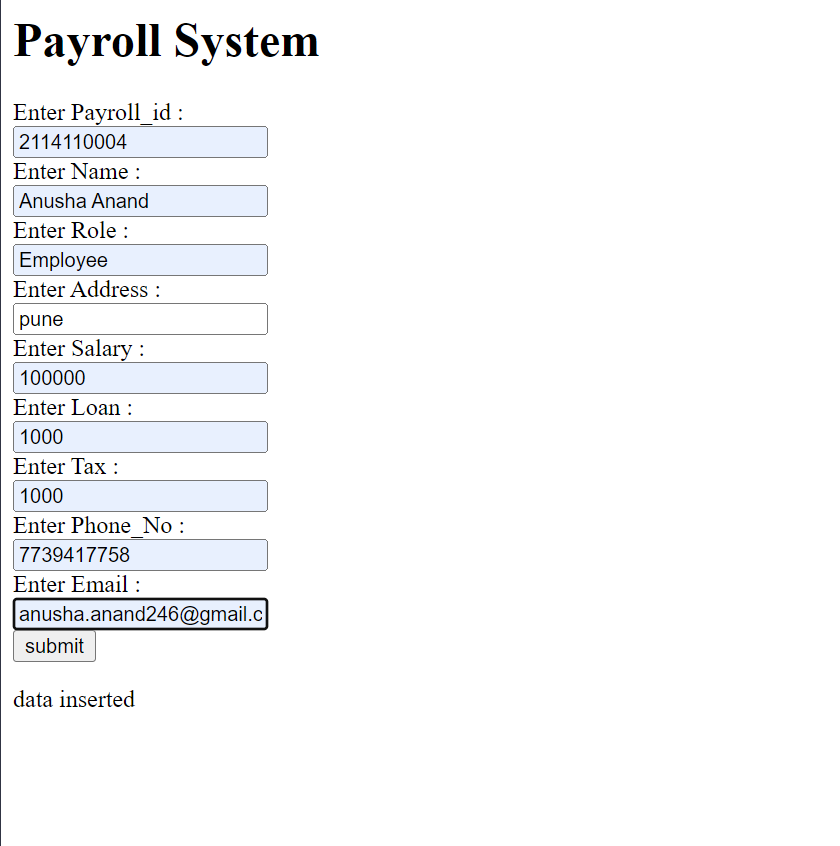 Payroll System
Enter Payroll_id :
2114110004
Enter Name :
Anusha Anand
Enter Role :
Employee
Enter Address :
pune
Enter Salary :
100000
Enter Loan :
1000
Enter Tax :
1000
Enter Phone_No :
7739417758
Enter Email :
anusha.anand246@gmail.c
submit
data inserted